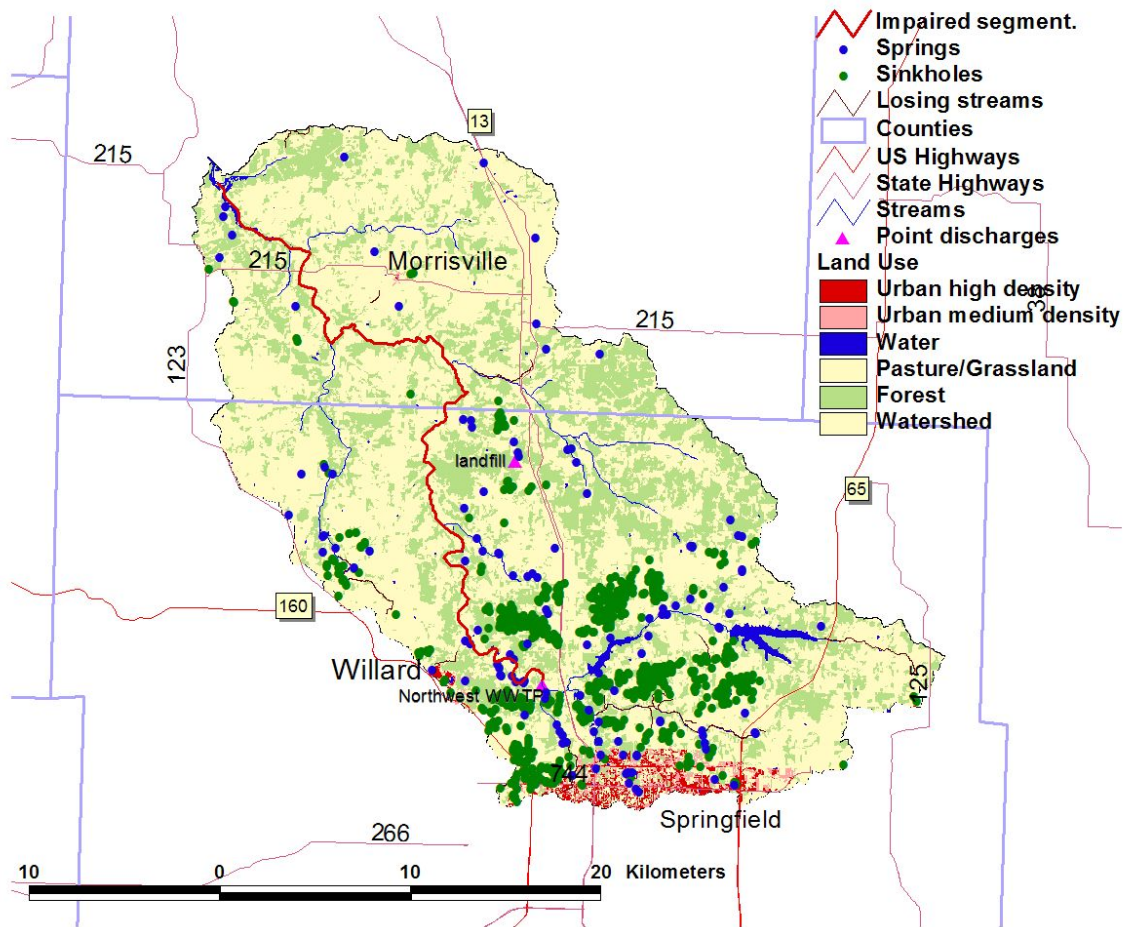 Impaired segment.
Springs
Sinkholes
Losing streams
Counties
US Highways
State Highways
Streams
Point discharges
Land Use
Urban high density
Urban medium density
Water
Pasture/Grassland
Forest
Watershed
13
215
215
Morrisville
38
215
123
landfill
65
160
Willard
Northwest WWTP
125
744
Springfield
266
10 0 10 20 Kilometers